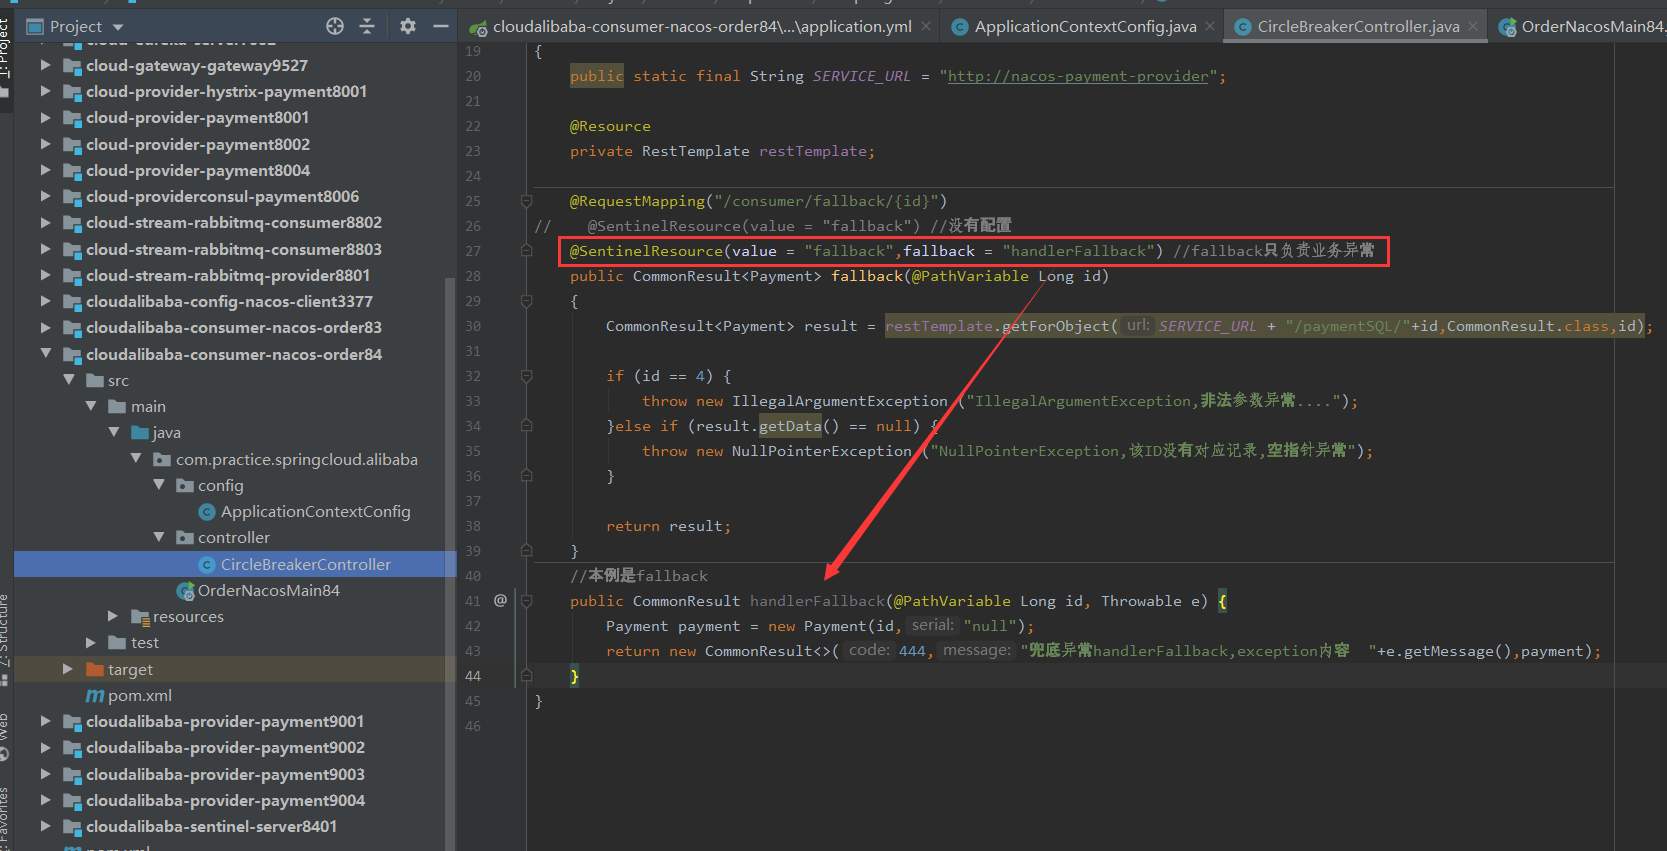 Project
cloudalibaba-consumer-nacos-order84\...\application.yml
ApplicationContextConfig.java
CircleBreakerController.java
OrderNacosMain84.
1: Project
cloud-eureka-server7002
cloud-gateway-gateway9527
cloud-provider-hystrix-payment8001
cloud-provider-payment8001
cloud-provider-payment8002
cloud-provider-payment8004
cloud-providerconsul-payment8006
cloud-stream-rabbitmq-consumer8802
cloud-stream-rabbitmq-consumer8803
cloud-stream-rabbitmq-provider8801
cloudalibaba-config-nacos-client3377
cloudalibaba-consumer-nacos-order83
cloudalibaba-consumer-nacos-order84
src
main
java
com.practice.springcloud.alibaba
config
ApplicationContextConfig
controller
CircleBreakerController
OrderNacosMain84
resources
test
target
pom.xml
cloudalibaba-provider-payment9001
cloudalibaba-provider-payment9002
cloudalibaba-provider-payment9003
cloudalibaba-provider-payment9004
cloudalibaba-sentinel-server8401
pom.xml
7: Structure
Web
Favorites
19 {
20 public static final String SERVICE_URL = "http://nacos-payment-provider";
21
22 @Resource
23 private RestTemplate restTemplate;
24
25 @RequestMapping("/consumer/fallback/{id}")
26 // @SentinelResource(value = "fallback") //没有配置
27 @SentinelResource(value = "fallback",fallback = "handlerFallback") //fallback只负责业务异常
28 public CommonResult<Payment> fallback(@PathVariable Long id)
29 {
30 CommonResult<Payment> result = restTemplate.getForObject( url: SERVICE_URL + "/paymentSQL/"+id,CommonResult.class,id);
31
32 if (id == 4) {
33 throw new IllegalArgumentException ("IllegalArgumentException,非法参数异常....");
34 }else if (result.getData() == null) {
35 throw new NullPointerException ("NullPointerException,该ID没有对应记录,空指针异常");
36 }
37
38 return result;
39 }
40 //本例是fallback
41 @ public CommonResult handlerFallback(@PathVariable Long id, Throwable e) {
42 Payment payment = new Payment(id, serial: "null");
43 return new CommonResult<>( code: 444, message: "兜底异常handlerFallback,exception内容 "+e.getMessage(),payment);
44 }
45 }
46